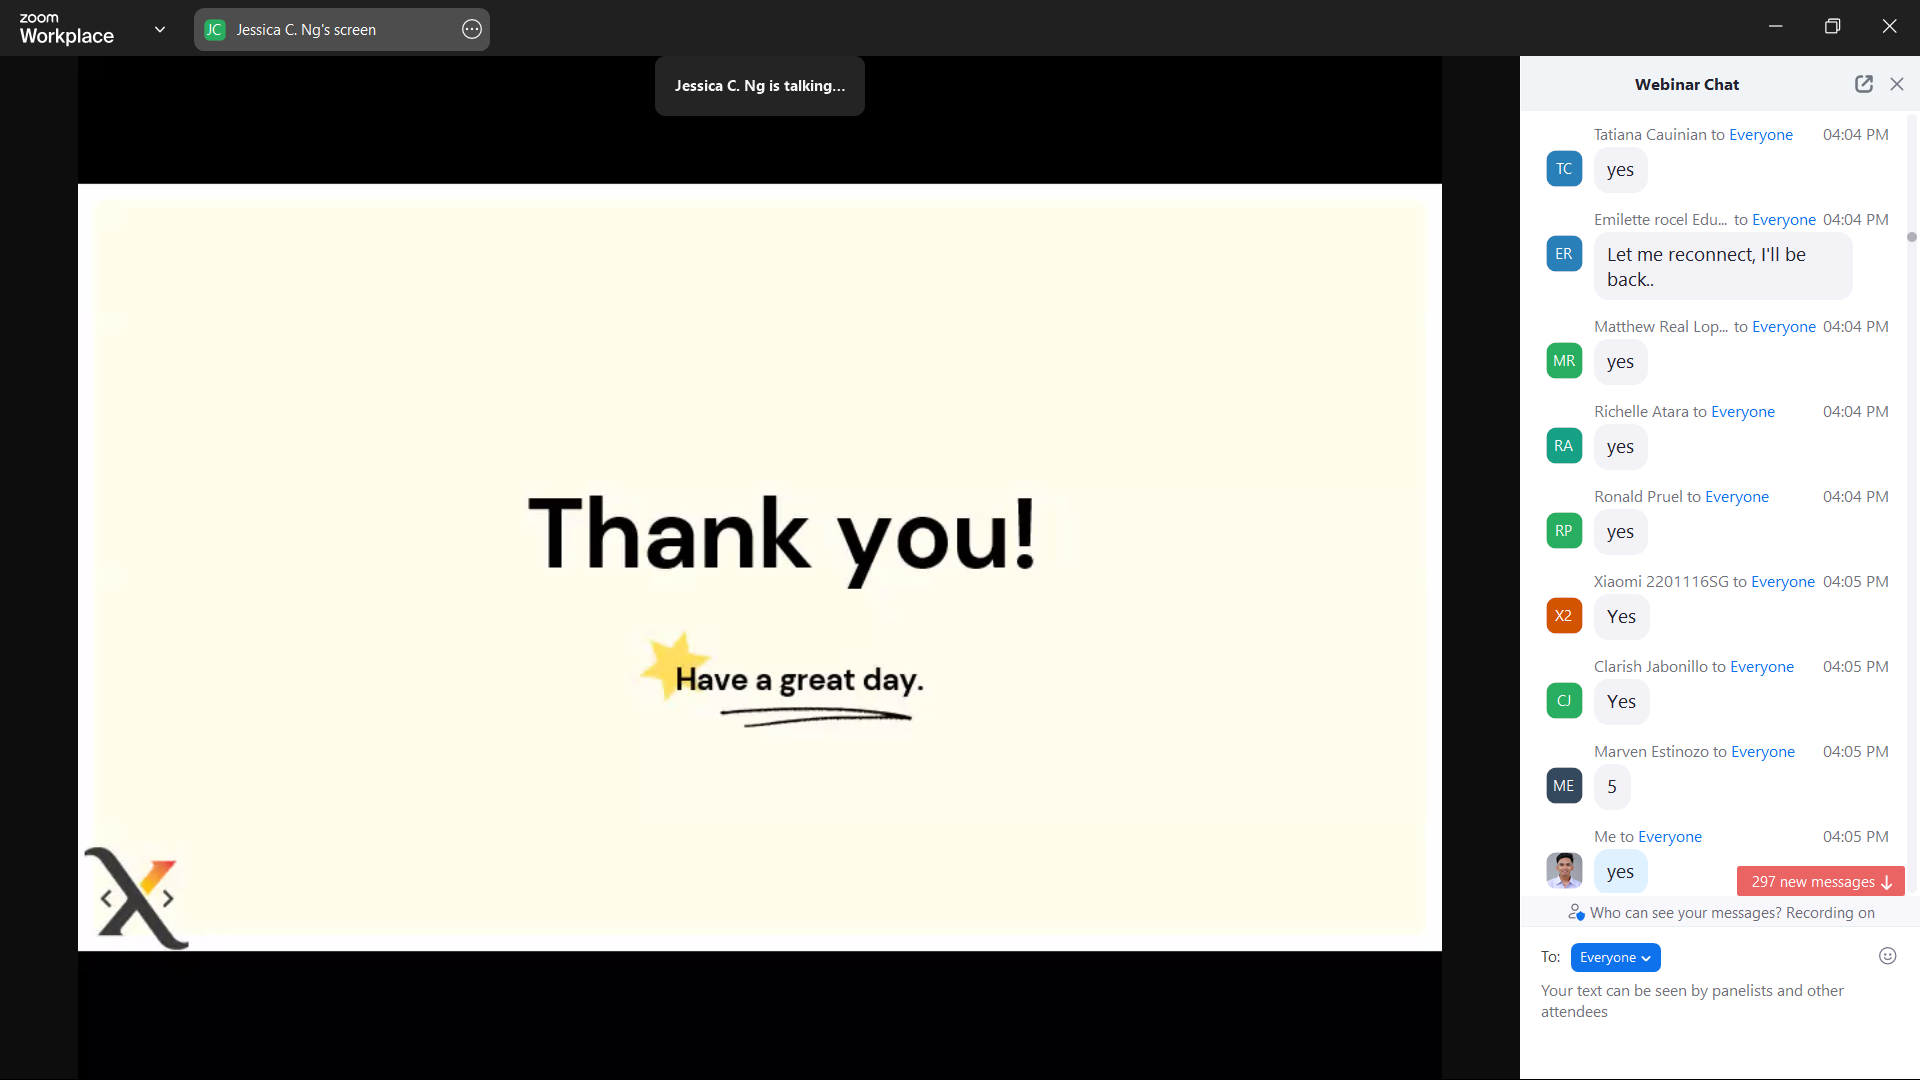 zoom
Workplace
JC Jessica C. Ng's screen
Jessica C. Ng is talking...
Thank you!
Have a great day.
Webinar Chat
Tatiana Cauinian to Everyone 04:04 PM
TC yes
Emilette rocel Edu... to Everyone 04:04 PM
ER Let me reconnect, I'll be
back..
Matthew Real Lop... to Everyone 04:04 PM
MR yes
Richelle Atara to Everyone 04:04 PM
RA yes
Ronald Pruel to Everyone 04:04 PM
RP yes
Xiaomi 2201116SG to Everyone 04:05 PM
X2 Yes
Clarish Jabonillo to Everyone 04:05 PM
CJ Yes
Marven Estinozo to Everyone 04:05 PM
ME 5
Me to Everyone 04:05 PM
yes
297 new messages
Who can see your messages? Recording on
To: Everyone
Your text can be seen by panelists and other
attendees